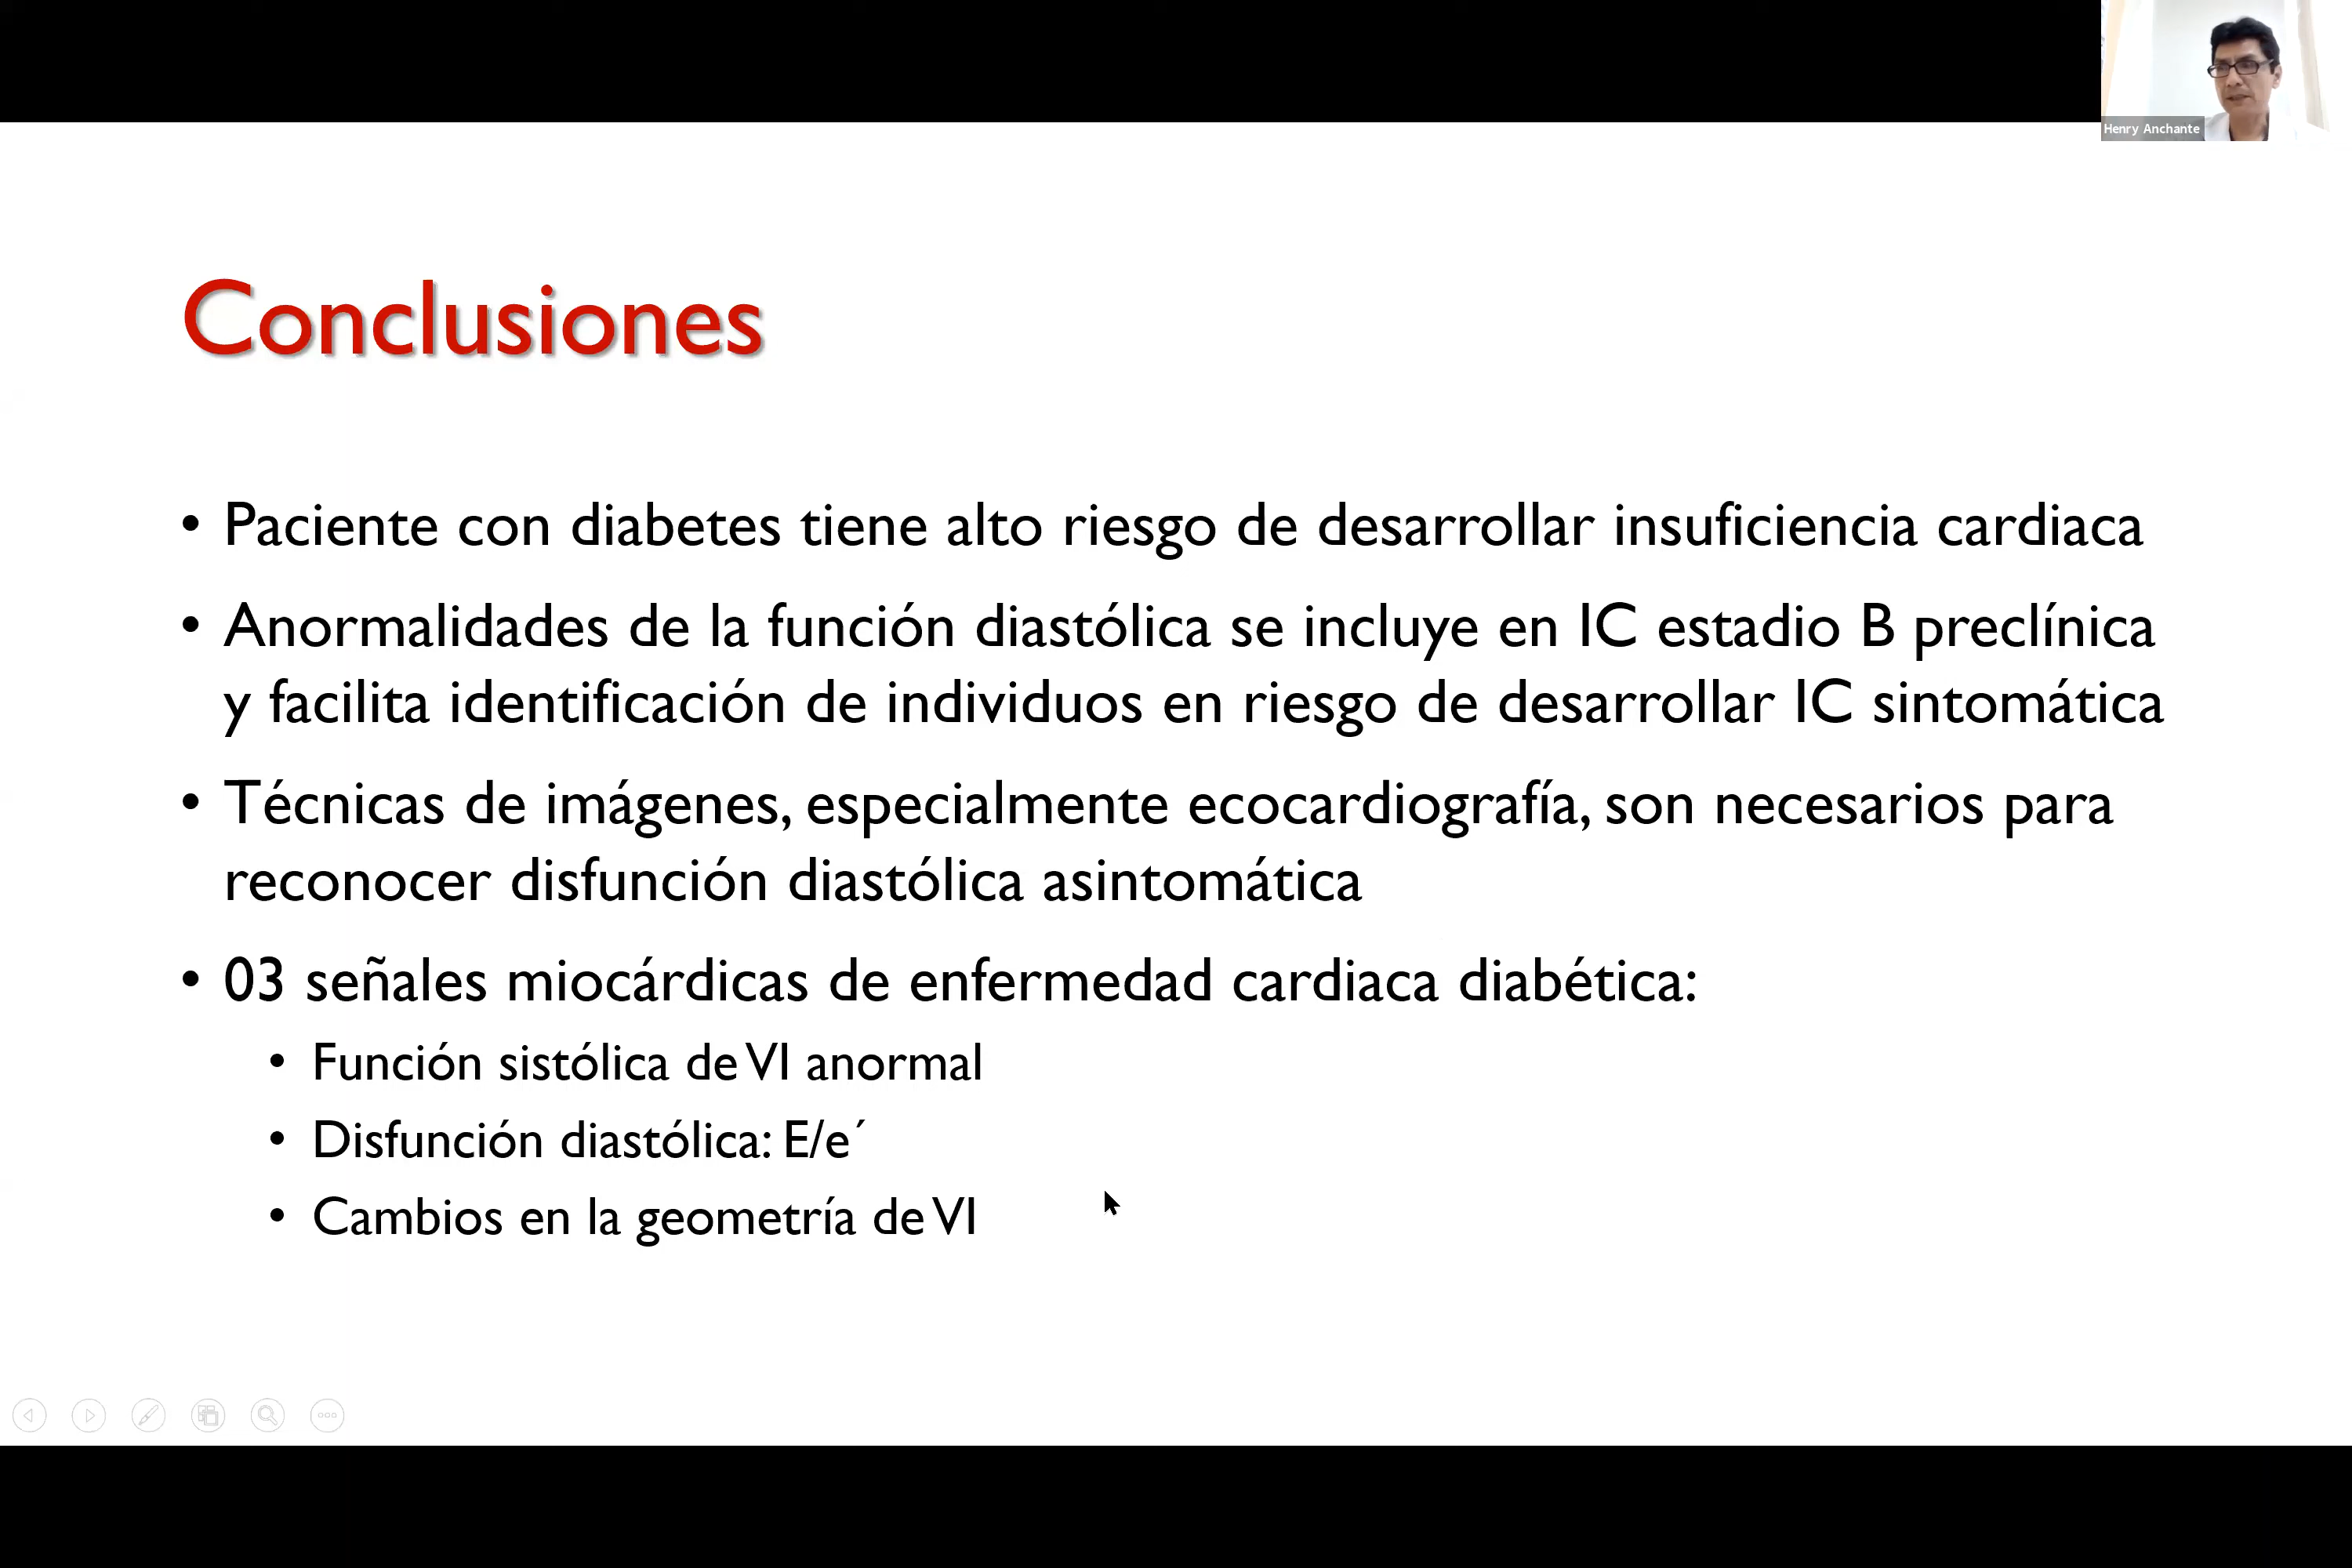 Henry Anchante
Conclusiones
• Paciente con diabetes tiene alto riesgo de desarrollar insuficiencia cardiaca
• Anormalidades de la función diastólica se incluye en IC estadio B preclínica
y facilita identificación de individuos en riesgo de desarrollar IC sintomática
• Técnicas de imágenes, especialmente ecocardiografía, son necesarios para
reconocer disfunción diastólica asintomática
• 03 señales miocárdicas de enfermedad cardiaca diabética:
• Función sistólica de VI anormal
• Disfunción diastólica: E/e´
• Cambios en la geometría de VI